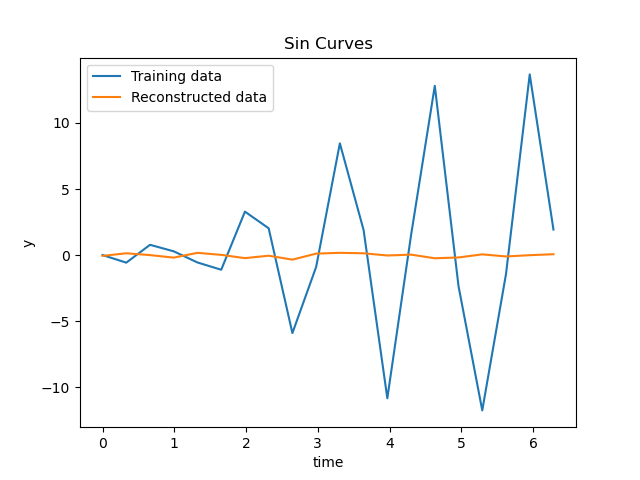 Sin Curves
Training data
Reconstructed data
10
5
0
−5
−10
y
0 1 2 3 4 5 6
time